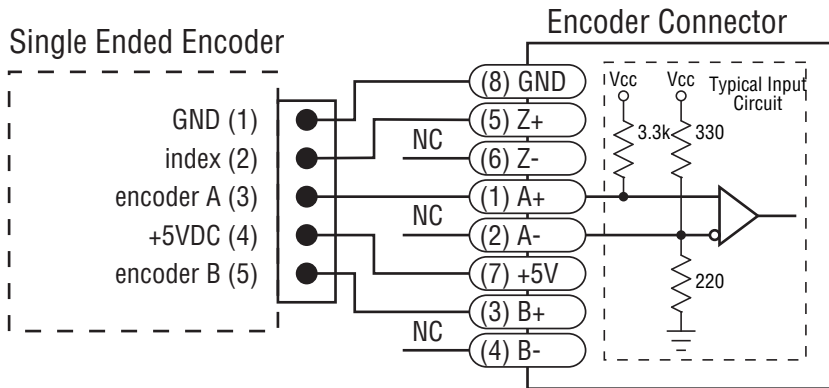 Single Ended Encoder
Encoder Connector
GND (1)
index (2)
encoder A (3)
+5VDC (4)
encoder B (5)
(8) GND
(5) Z+
NC
(6) Z-
(1) A+
NC
(2) A-
(7) +5V
(3) B+
NC
(4) B-
Vcc
Vcc
Typical Input
Circuit
3.3k
330
220